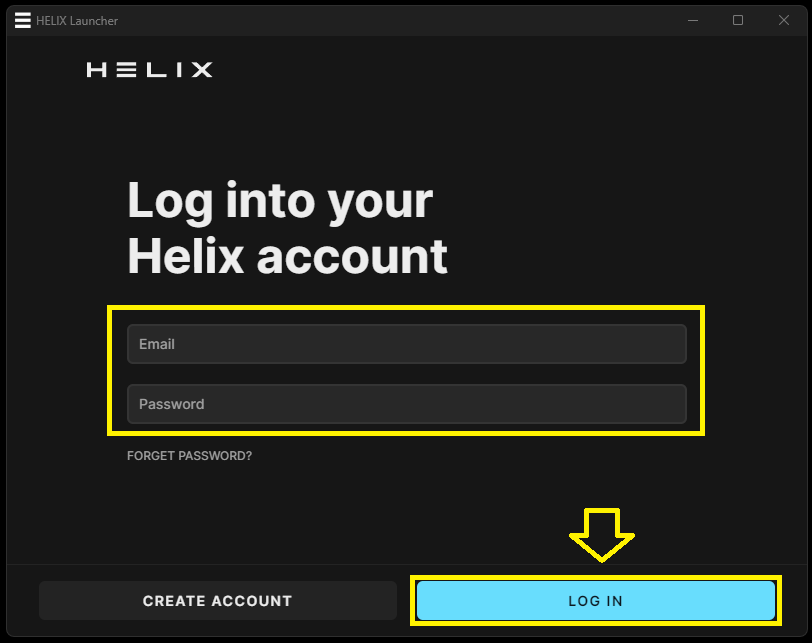 HELIX Launcher
HELIX
Log into your
Helix account
Email
Password
FORGET PASSWORD?
CREATE ACCOUNT
LOG IN